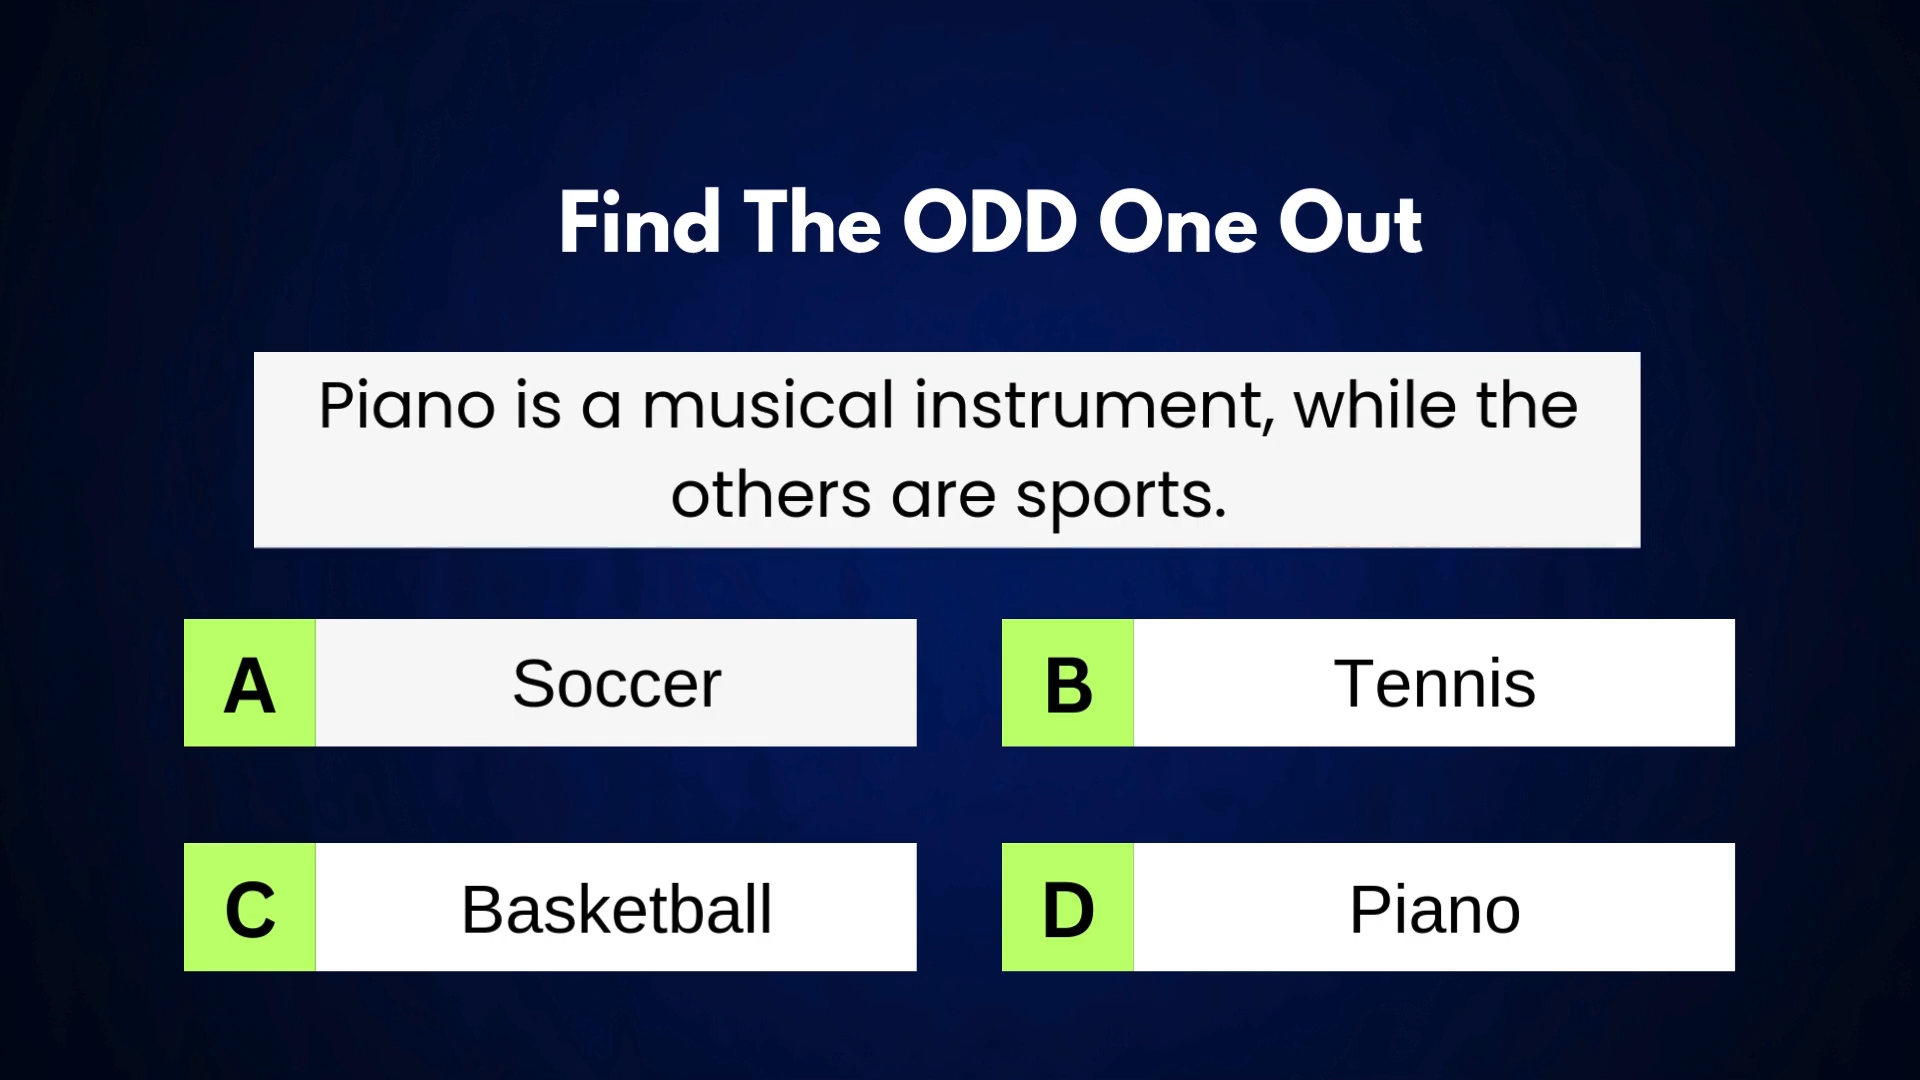 Find The ODD One Out
Piano is a musical instrument, while the
others are sports.
A Soccer
B Tennis
C Basketball
D Piano